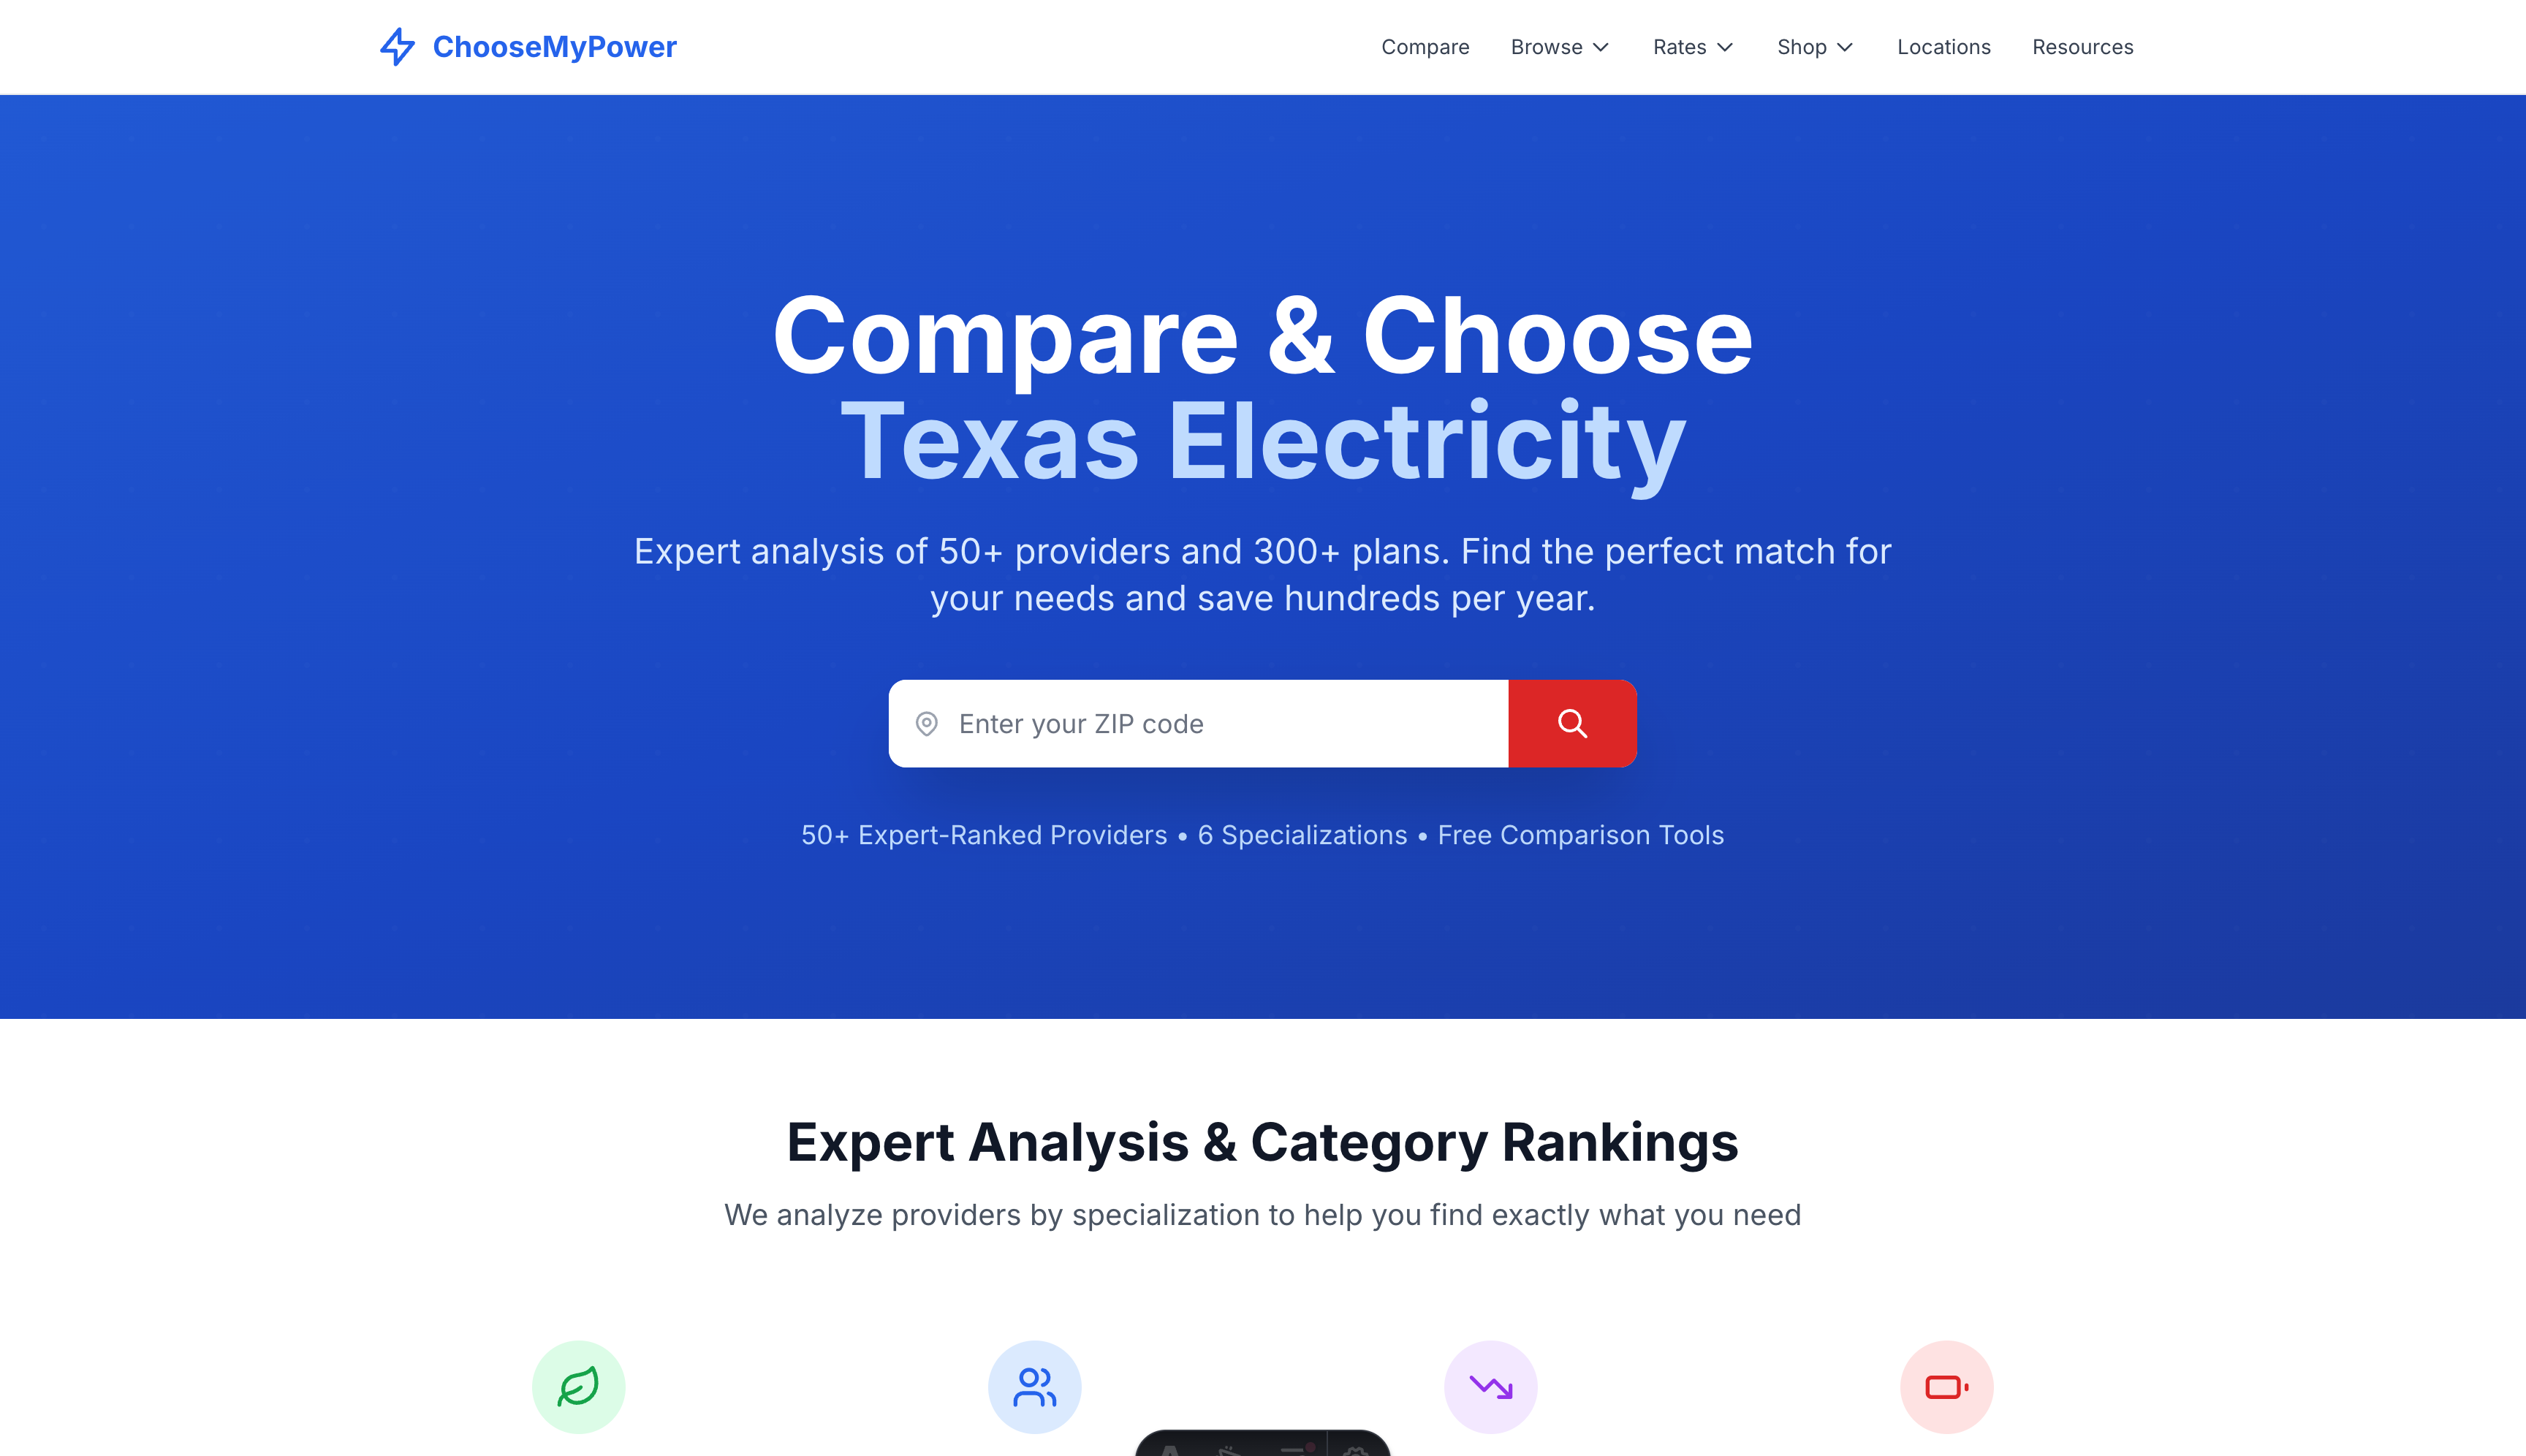 ChooseMyPower
Compare
Browse
Rates
Shop
Locations
Resources
Compare & Choose
Texas Electricity
Expert analysis of 50+ providers and 300+ plans. Find the perfect match for
your needs and save hundreds per year.
Enter your ZIP code
50+ Expert-Ranked Providers • 6 Specializations • Free Comparison Tools
Expert Analysis & Category Rankings
We analyze providers by specialization to help you find exactly what you need